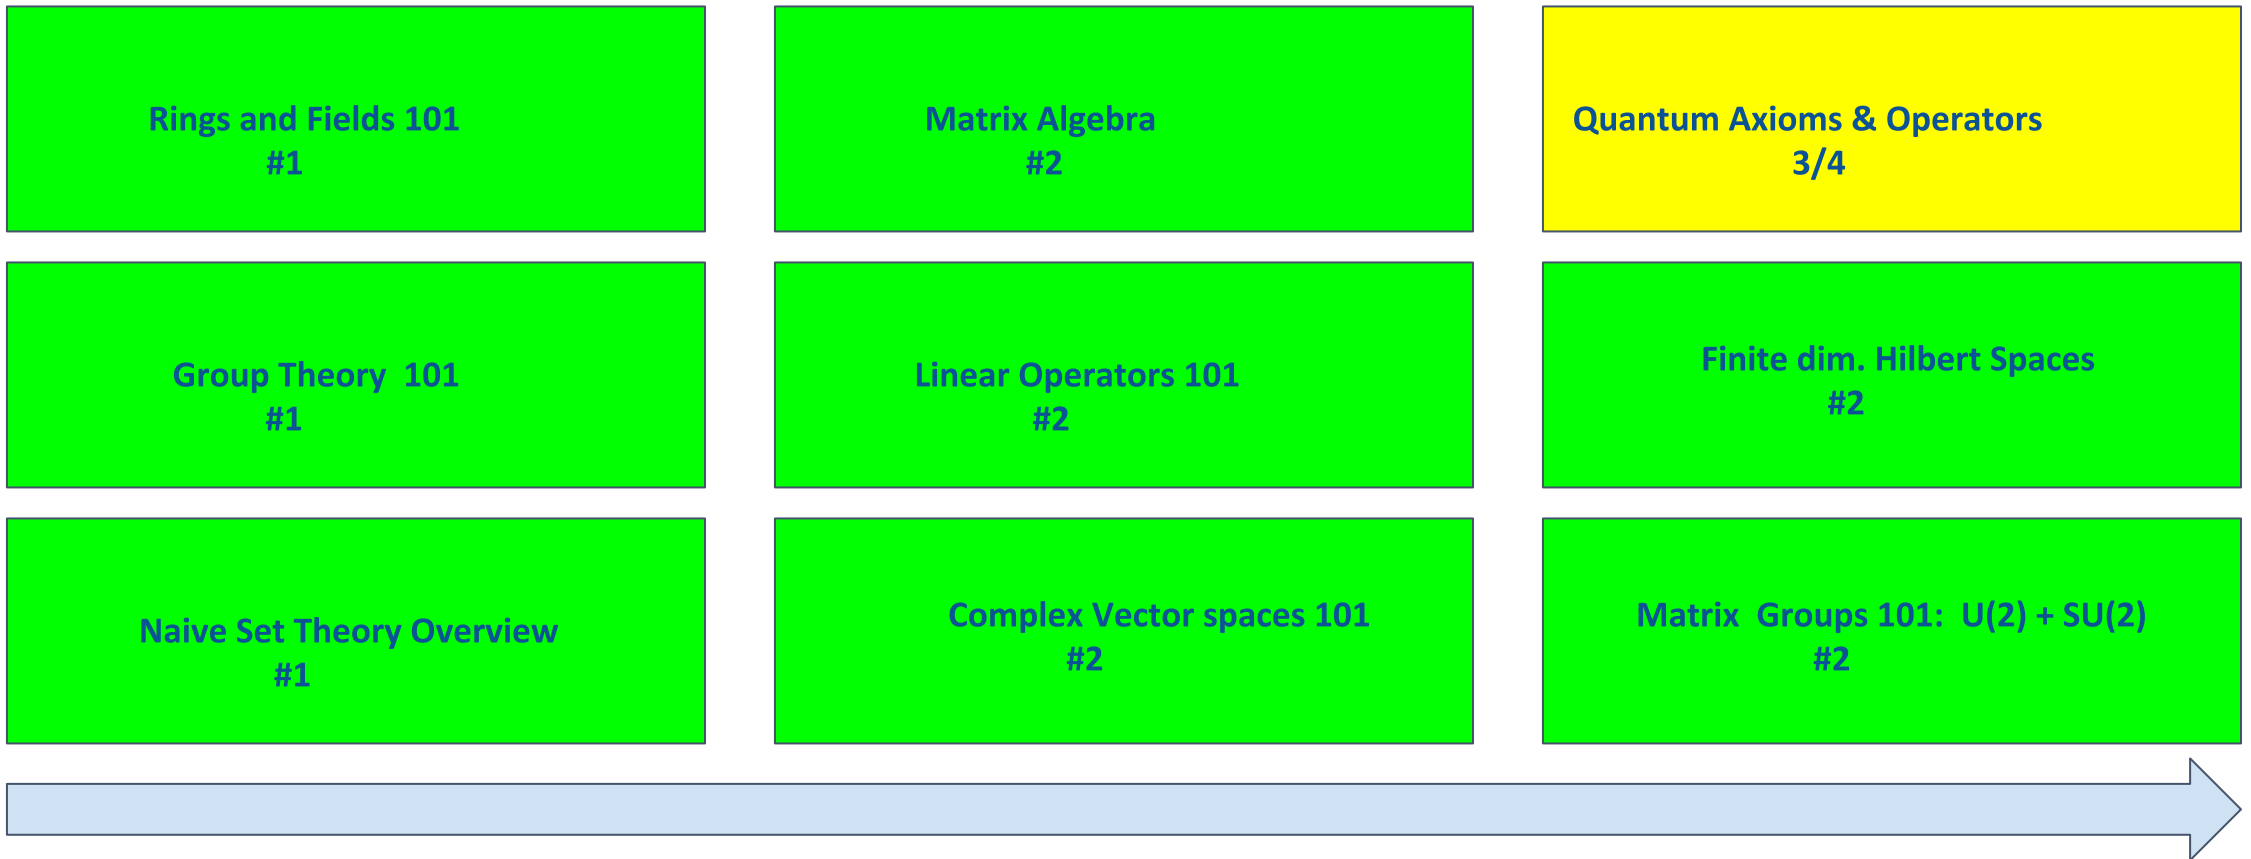 Rings and Fields 101
#1
Matrix Algebra
#2
Quantum Axioms & Operators
3/4
Group Theory  101
#1
Linear Operators 101
#2
Finite dim. Hilbert Spaces
#2
Naive Set Theory Overview
#1
Complex Vector spaces 101
#2
Matrix  Groups 101:  U(2) + SU(2)
#2